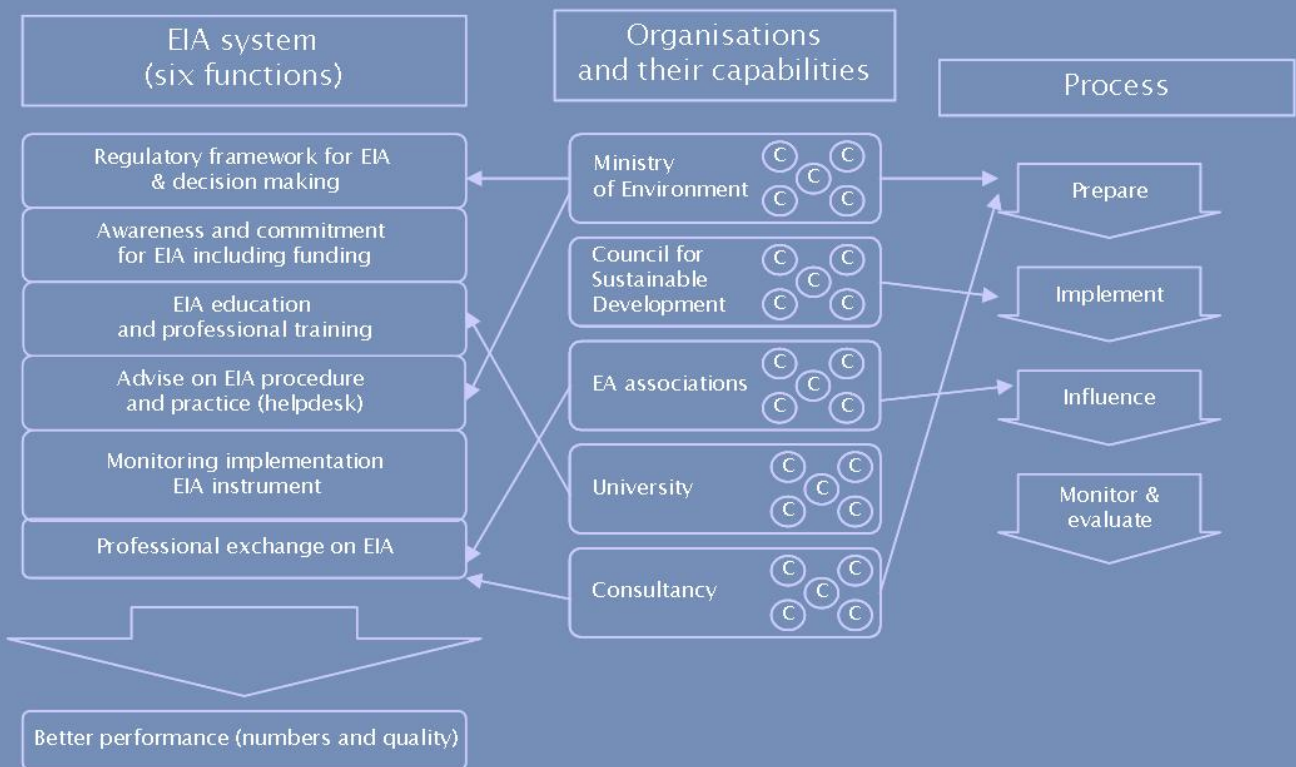 EIA system
(six functions)
Regulatory framework for EIA
& decision making
Awareness and commitment
for EIA including funding
EIA education
and professional training
Advise on EIA procedure
and practice (helpdesk)
Monitoring implementation
EIA instrument
Professional exchange on EIA
Better performance (numbers and quality)
Organisations
and their capabilities
Ministry
of Environment
C C
C
C C
Council for
Sustainable
Development
C C
C
C C
EA associations
C C
C
C C
University
C C
C
C C
Consultancy
C C
C
C C
Process
Prepare
Implement
Influence
Monitor &
evaluate